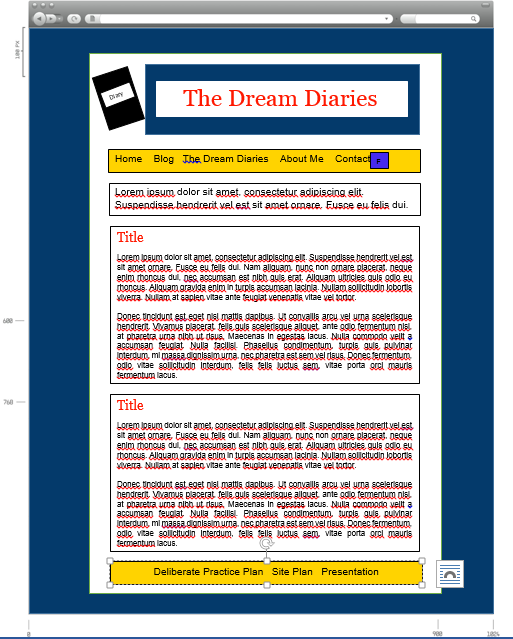 100 PX
Diary
The Dream Diaries
Home Blog The Dream Diaries About Me Contact F
Lorem ipsum dolor sit amet, consectetur adipiscing elit.
Suspendisse hendrerit vel est sit amet ornare. Fusce eu felis dui.
Title
Lorem ipsum dolor sit amet, consectetur adipiscing elit. Suspendisse hendrerit vel est
sit amet ornare. Fusce eu felis dui. Nam aliquam, nunc non ornare placerat, neque
enim rhoncus dui, nec accumsan est nibh quis erat. Aliquam ultricies quis erat eu
rhoncus. Aliquam gravida enim in turpis accumsan lacinia. Nullam sollicitudin lobortis
viverra. Nullam at sapien vitae ante feugiat venenatis vitae vel tortor.
Donec tincidunt est eget nisl mattis dapibus. Ut convallis arcu vel arcu scelerisque
hendrerit. Vivamus placerat, felis quis scelerisque aliquet, ante odio fermentum nisl,
at pharetra urna nibh ut risus. Maecenas in egestas lacus. Nulla commodo velit a
accumsan feugiat. Nulla facilisi. Phasellus condimentum, turpis quis pulvinar
interdum, mi massa dignissim urna, nec pharetra est sem vel risus. Donec fermentum,
odio vitae sollicitudin interdum, felis felis luctus sem, vitae porta orci mauris
fermentum lacus.
Title
Lorem ipsum dolor sit amet, consectetur adipiscing elit. Suspendisse hendrerit vel est
sit amet ornare. Fusce eu felis dui. Nam aliquam, nunc non ornare placerat, neque
enim rhoncus dui, nec accumsan est nibh quis erat. Aliquam ultricies quis erat eu
rhoncus. Aliquam gravida enim in turpis accumsan lacinia. Nullam sollicitudin lobortis
viverra. Nullam at sapien vitae ante feugiat venenatis vitae vel tortor.
Donec tincidunt est eget nisl mattis dapibus. Ut convallis arcu vel arcu scelerisque
hendrerit. Vivamus placerat, felis quis scelerisque aliquet, ante odio fermentum nisl,
at pharetra urna nibh ut risus. Maecenas in egestas lacus. Nulla commodo velit a
accumsan feugiat. Nulla facilisi. Phasellus condimentum, turpis quis pulvinar
interdum, mi massa dignissim urna, nec pharetra est sem vel risus. Donec fermentum,
odio vitae sollicitudin interdum, felis felis luctus sem, vitae porta orci mauris
fermentum lacus.
600
760
Deliberate Practice Plan Site Plan Presentation
0 900 1024